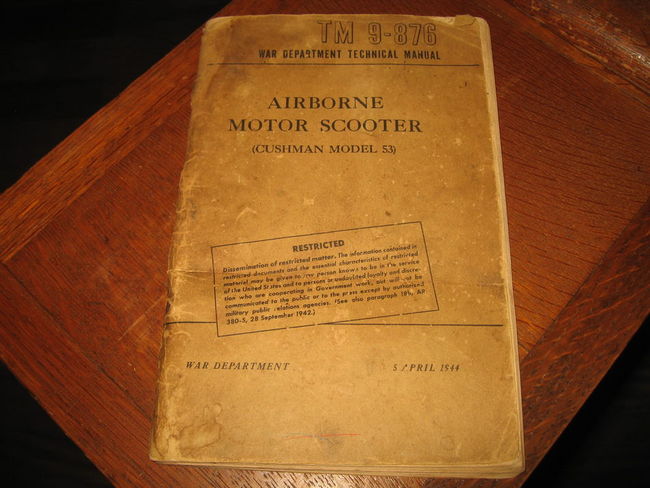 TM 9-876
WAR DEPARTMENT TECHNICAL MANUAL
AIRBORNE
MOTOR SCOOTER
(CUSHMAN MODEL 53)
RESTRICTED
Dissemination of restricted matter. The information contained in
restricted documents and the essential characteristics of restricted
material may be given to any person known to be in the service
of the United States and to persons of undoubted loyalty and discre-
tion who are cooperating in Government work, but will not be
communicated to the public or to the press except by authorized
military public relations agencies. (See also paragraph 18b, AR
380-5, 28 September 1942.)
WAR DEPARTMENT 5 APRIL 1944